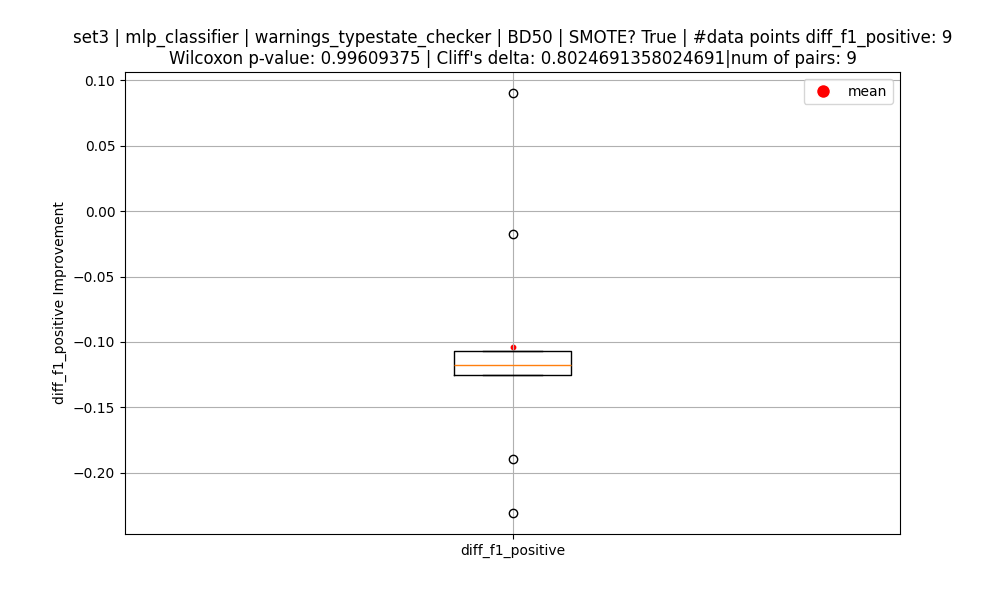 set3 | mlp_classifier | warnings_typestate_checker | BD50 | SMOTE? True | #data points diff_f1_positive: 9
Wilcoxon p-value: 0.99609375 | Cliff's delta: 0.8024691358024691|num of pairs: 9
mean
0.10
0.05
0.00
−0.05
−0.10
−0.15
−0.20
diff_f1_positive Improvement
diff_f1_positive